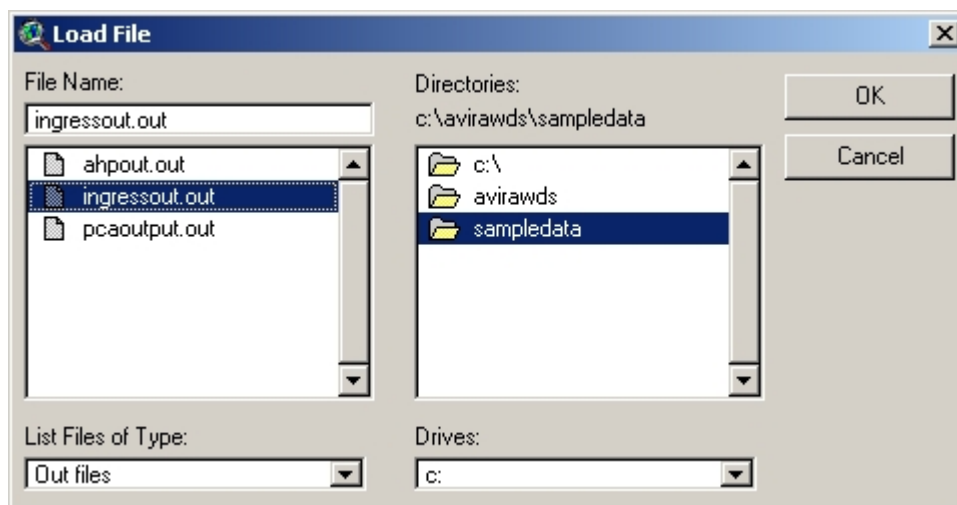 Load File
File Name:
ingressout.out
ahpout.out
ingressout.out
pcaoutput.out
List Files of Type:
Out files
Directories:
c:\avirawds\sampledata
c:\
avirawds
sampledata
Drives:
c:
OK
Cancel